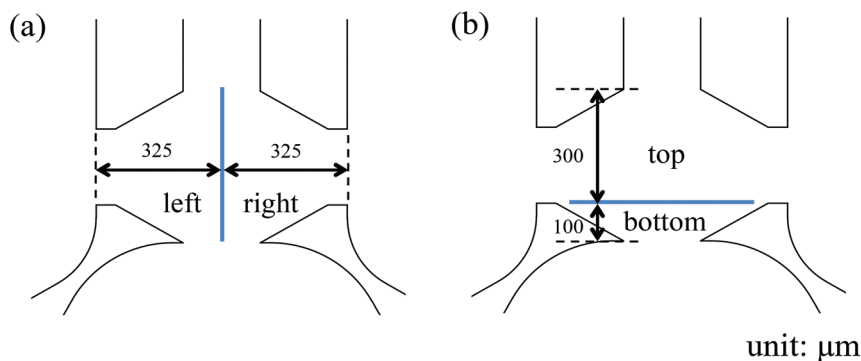 (a)
325 325
left right
(b)
300 top
100 bottom
unit: μm